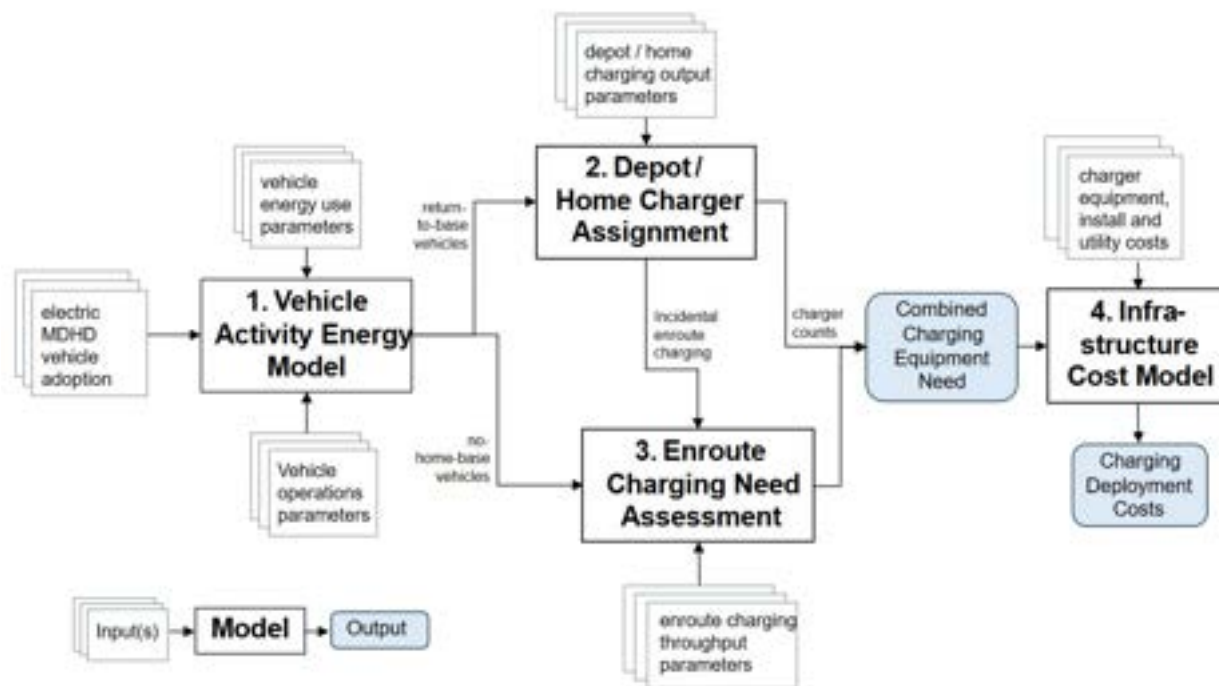 depot / home
charging output
parameters
vehicle
energy use
parameters
2. Depot /
Home Charger
Assignment
charger
equipment,
install and
utility costs
return-
to-base
vehicles
electric
MDHD
vehicle
adoption
1. Vehicle
Activity Energy
Model
Incidental
enroute
charging
charger
counts
Combined
Charging
Equipment
Need
4. Infra-
structure
Cost Model
no-
home-base
vehicles
Vehicle
operations
parameters
3. Enroute
Charging Need
Assessment
Charging
Deployment
Costs
Input(s)
Model
Output
enroute charging
throughput
parameters